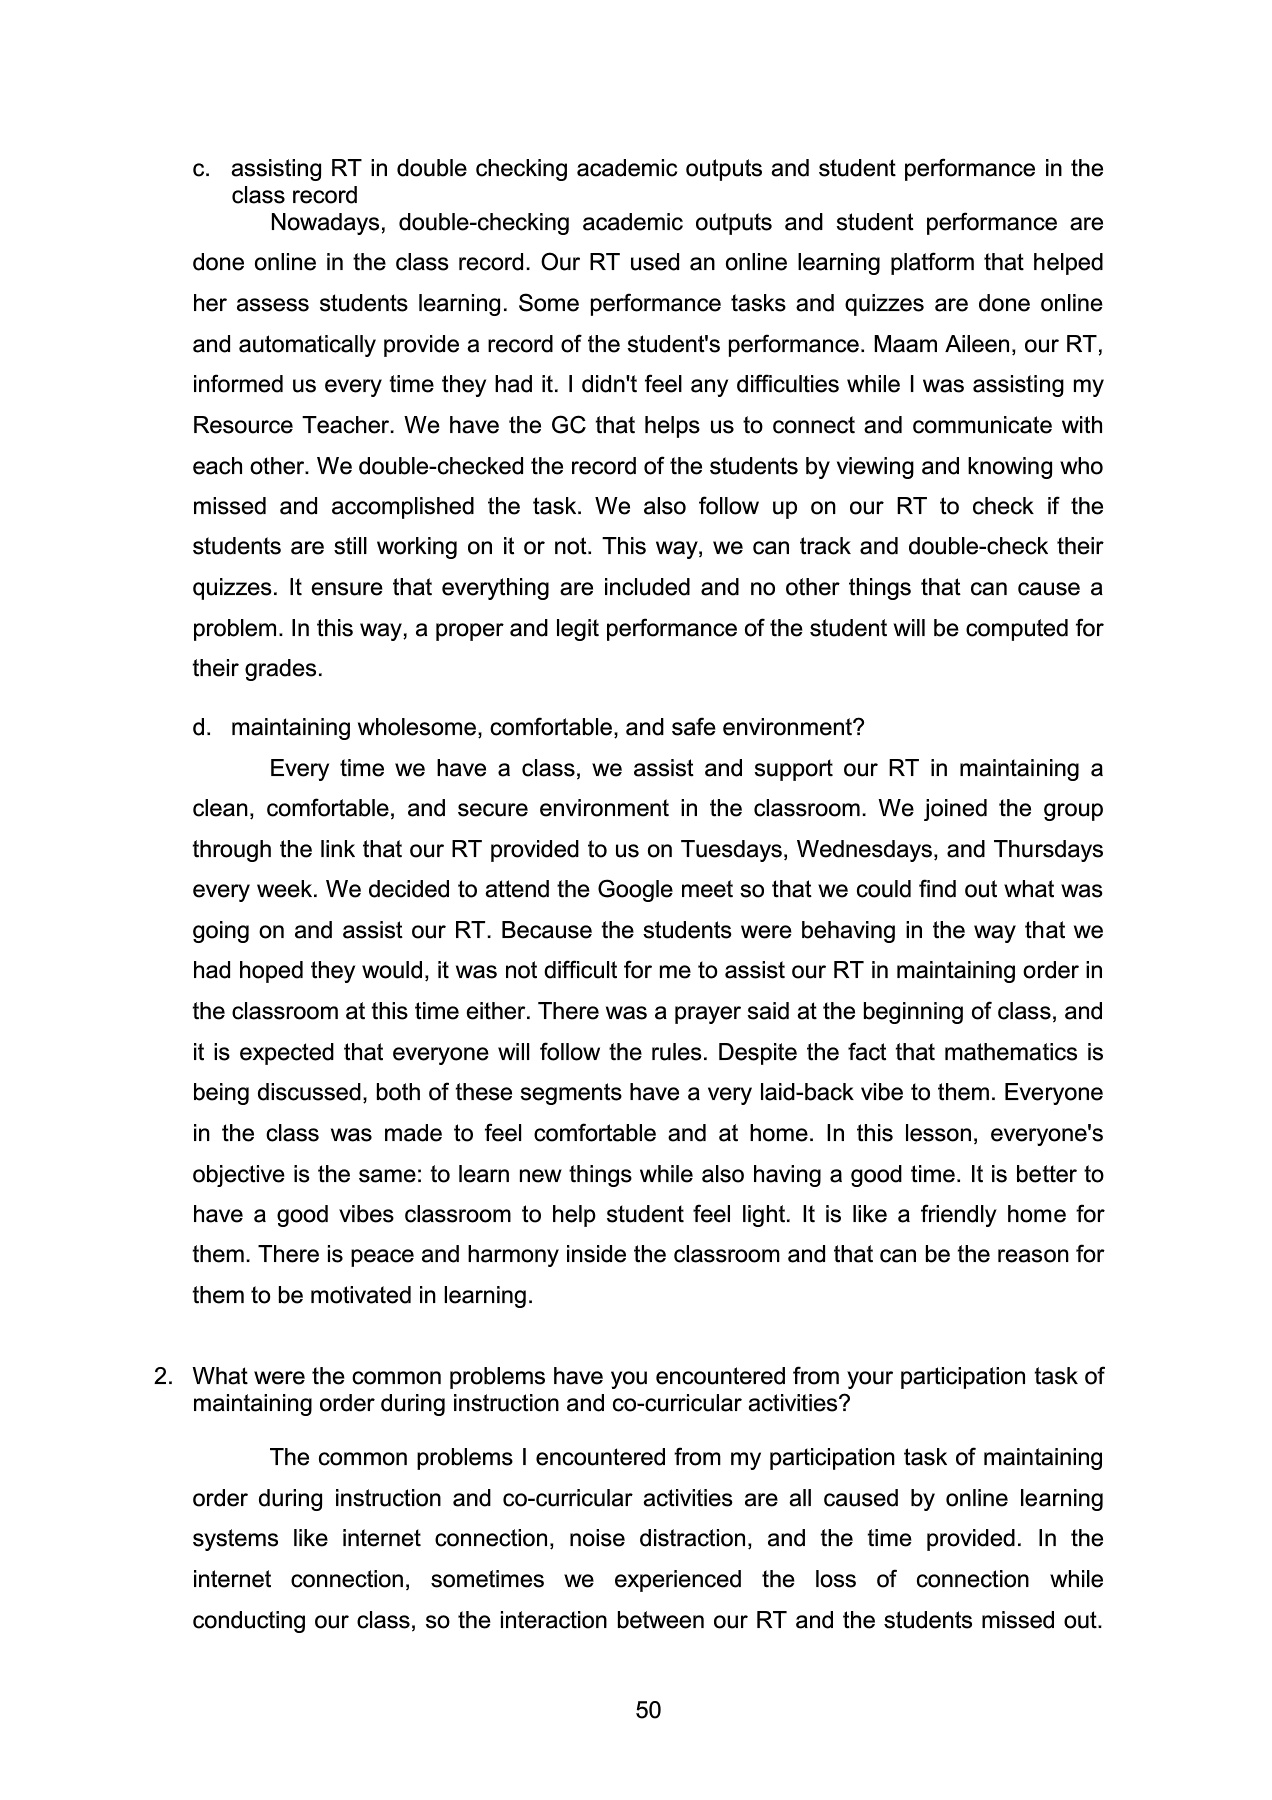 c. assisting RT in double checking academic outputs and student performance in the
class record
Nowadays, double-checking academic outputs and student performance are
done online in the class record. Our RT used an online learning platform that helped
her assess students learning. Some performance tasks and quizzes are done online
and automatically provide a record of the student's performance. Maam Aileen, our RT,
informed us every time they had it. I didn't feel any difficulties while I was assisting my
Resource Teacher. We have the GC that helps us to connect and communicate with
each other. We double-checked the record of the students by viewing and knowing who
missed and accomplished the task. We also follow up on our RT to check if the
students are still working on it or not. This way, we can track and double-check their
quizzes. It ensure that everything are included and no other things that can cause a
problem. In this way, a proper and legit performance of the student will be computed for
their grades.
d. maintaining wholesome, comfortable, and safe environment?
Every time we have a class, we assist and support our RT in maintaining a
clean, comfortable, and secure environment in the classroom. We joined the group
through the link that our RT provided to us on Tuesdays, Wednesdays, and Thursdays
every week. We decided to attend the Google meet so that we could find out what was
going on and assist our RT. Because the students were behaving in the way that we
had hoped they would, it was not difficult for me to assist our RT in maintaining order in
the classroom at this time either. There was a prayer said at the beginning of class, and
it is expected that everyone will follow the rules. Despite the fact that mathematics is
being discussed, both of these segments have a very laid-back vibe to them. Everyone
in the class was made to feel comfortable and at home. In this lesson, everyone's
objective is the same: to learn new things while also having a good time. It is better to
have a good vibes classroom to help student feel light. It is like a friendly home for
them. There is peace and harmony inside the classroom and that can be the reason for
them to be motivated in learning.
2. What were the common problems have you encountered from your participation task of
maintaining order during instruction and co-curricular activities?
The common problems I encountered from my participation task of maintaining
order during instruction and co-curricular activities are all caused by online learning
systems like internet connection, noise distraction, and the time provided. In the
internet connection, sometimes we experienced the loss of connection while
conducting our class, so the interaction between our RT and the students missed out.
50